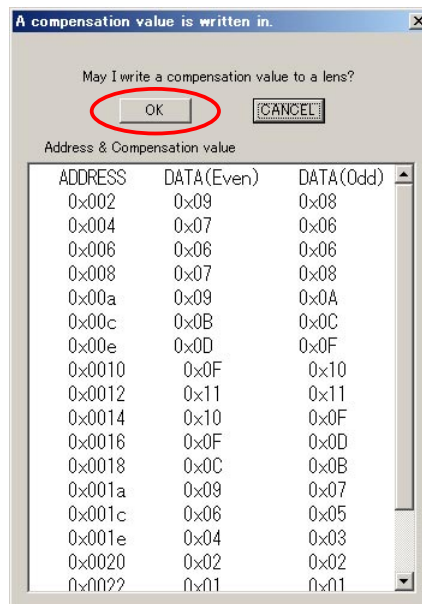 A compensation value is written in.
May I write a compensation value to a lens?
OK CANCEL
Address & Compensation value
ADDRESS DATA(Even) DATA(Odd)
0x002 0x09 0x08
0x004 0x07 0x06
0x006 0x06 0x06
0x008 0x07 0x08
0x00a 0x09 0x0A
0x00c 0x0B 0x0C
0x00e 0x0D 0x0F
0x0010 0x0F 0x10
0x0012 0x11 0x11
0x0014 0x10 0x0F
0x0016 0x0F 0x0D
0x0018 0x0C 0x0B
0x001a 0x09 0x07
0x001c 0x06 0x05
0x001e 0x04 0x03
0x0020 0x02 0x02
0x0022 0x01 0x01